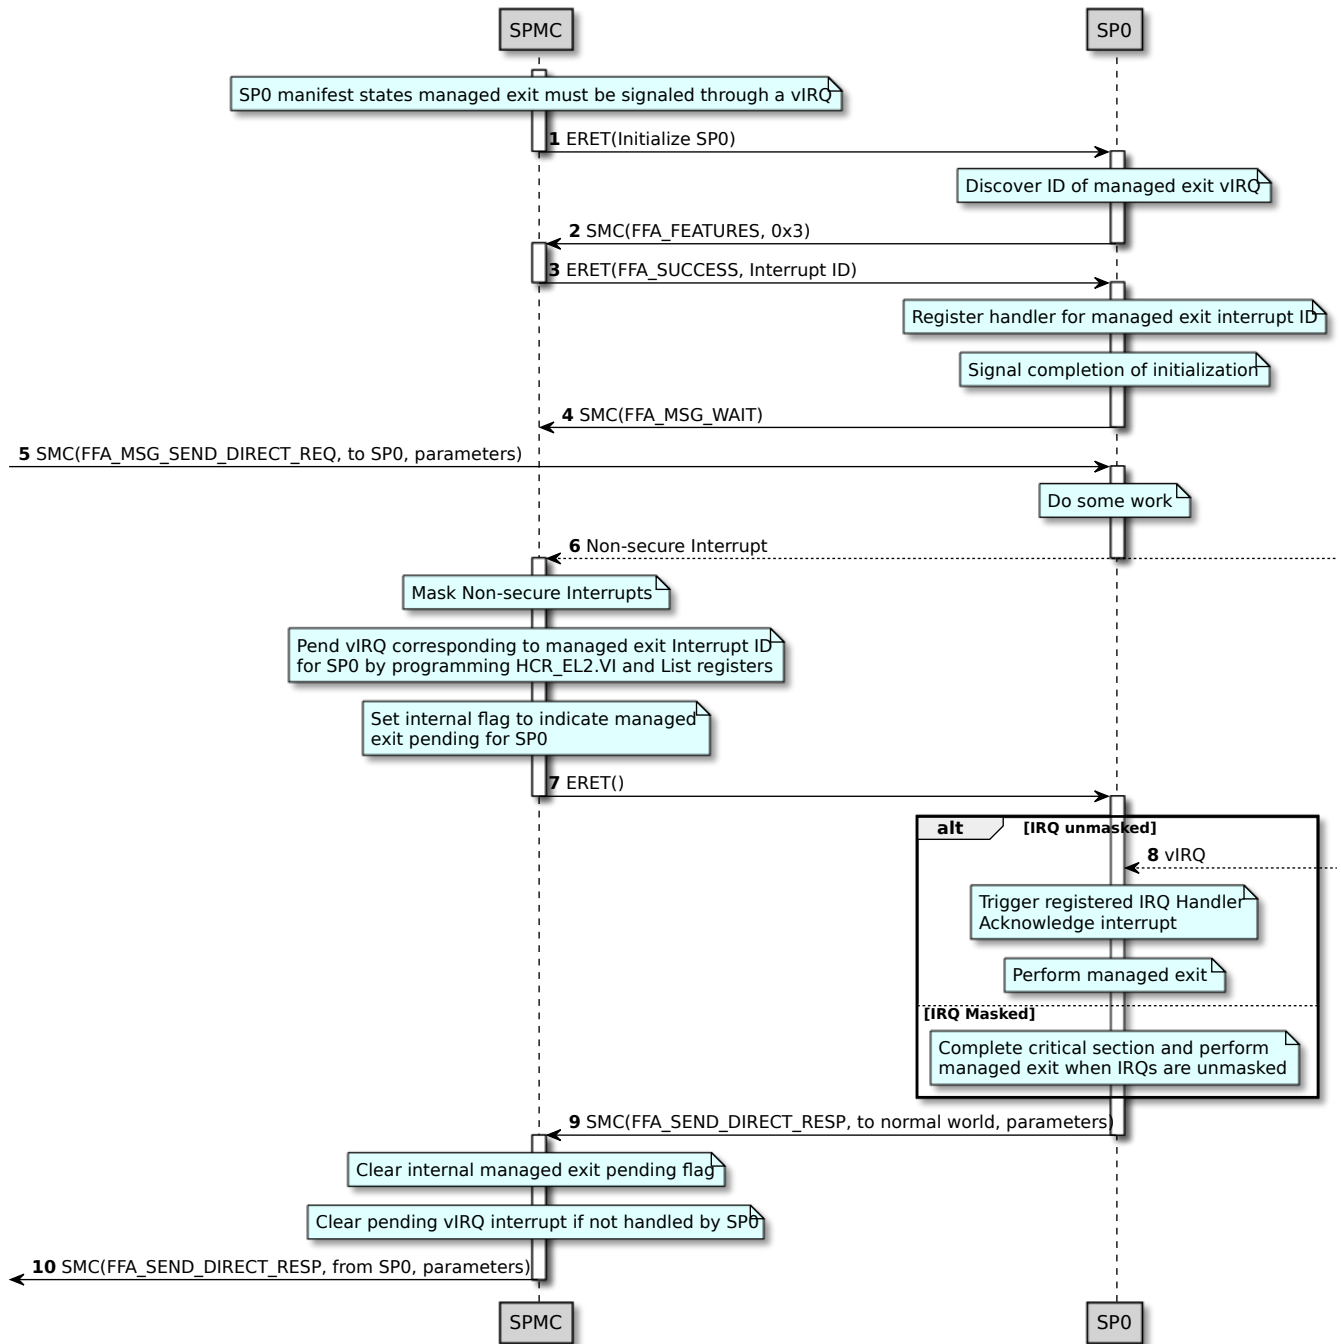 SPMC
SP0
SP0 manifest states managed exit must be signaled through a vIRQ
1 ERET(Initialize SP0)
Discover ID of managed exit vIRQ
2 SMC(FFA_FEATURES, 0x3)
3 ERET(FFA_SUCCESS, Interrupt ID)
Register handler for managed exit interrupt ID
Signal completion of initialization
4 SMC(FFA_MSG_WAIT)
5 SMC(FFA_MSG_SEND_DIRECT_REQ, to SP0, parameters)
Do some work
6 Non-secure Interrupt
Mask Non-secure Interrupts
Pend vIRQ corresponding to managed exit Interrupt ID
for SP0 by programming HCR_EL2.VI and List registers
Set internal flag to indicate managed
exit pending for SP0
7 ERET()
alt
[IRQ unmasked]
8 vIRQ
Trigger registered IRQ Handler
Acknowledge interrupt
Perform managed exit
[IRQ Masked]
Complete critical section and perform
managed exit when IRQs are unmasked
9 SMC(FFA_SEND_DIRECT_RESP, to normal world, parameters)
Clear internal managed exit pending flag
Clear pending vIRQ interrupt if not handled by SP0
10 SMC(FFA_SEND_DIRECT_RESP, from SP0, parameters)
SPMC
SP0